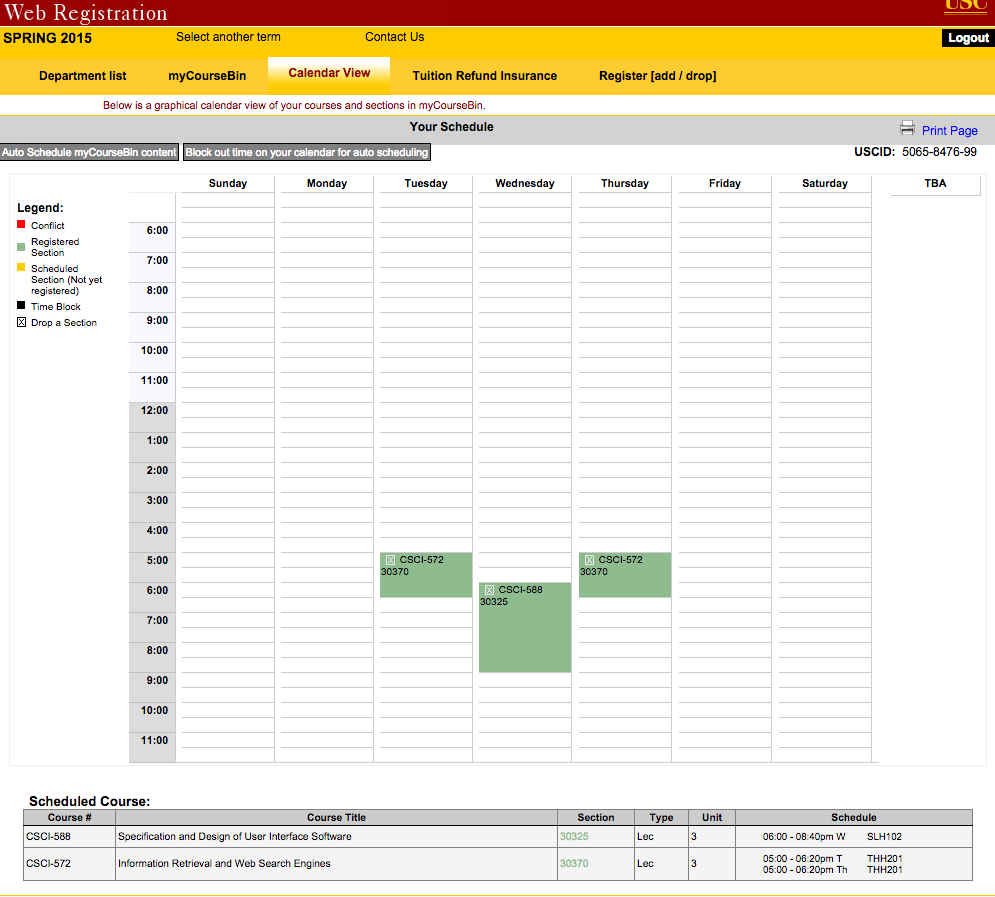 Web Registration
USC
SPRING 2015 Select another term Contact Us Logout
Department list myCourseBin Calendar View Tuition Refund Insurance Register [add / drop]
Below is a graphical calendar view of your courses and sections in myCourseBin.
Your Schedule
Print Page
Auto Schedule myCourseBin content Block out time on your calendar for auto scheduling
USCID: 5065-8476-99
Sunday Monday Tuesday Wednesday Thursday Friday Saturday TBA
Legend:
Conflict
Registered
Section
Scheduled
Section (Not yet
registered)
Time Block
Drop a Section
6:00
7:00
8:00
9:00
10:00
11:00
12:00
1:00
2:00
3:00
4:00
5:00 CSCI-572 CSCI-572
30370 30370
6:00 CSCI-588
30325
7:00
8:00
9:00
10:00
11:00
Scheduled Course:
Course # Course Title Section Type Unit Schedule
CSCI-588 Specification and Design of User Interface Software 30325 Lec 3 06:00 - 08:40pm W SLH102
CSCI-572 Information Retrieval and Web Search Engines 30370 Lec 3 05:00 - 06:20pm T THH201
05:00 - 06:20pm Th THH201